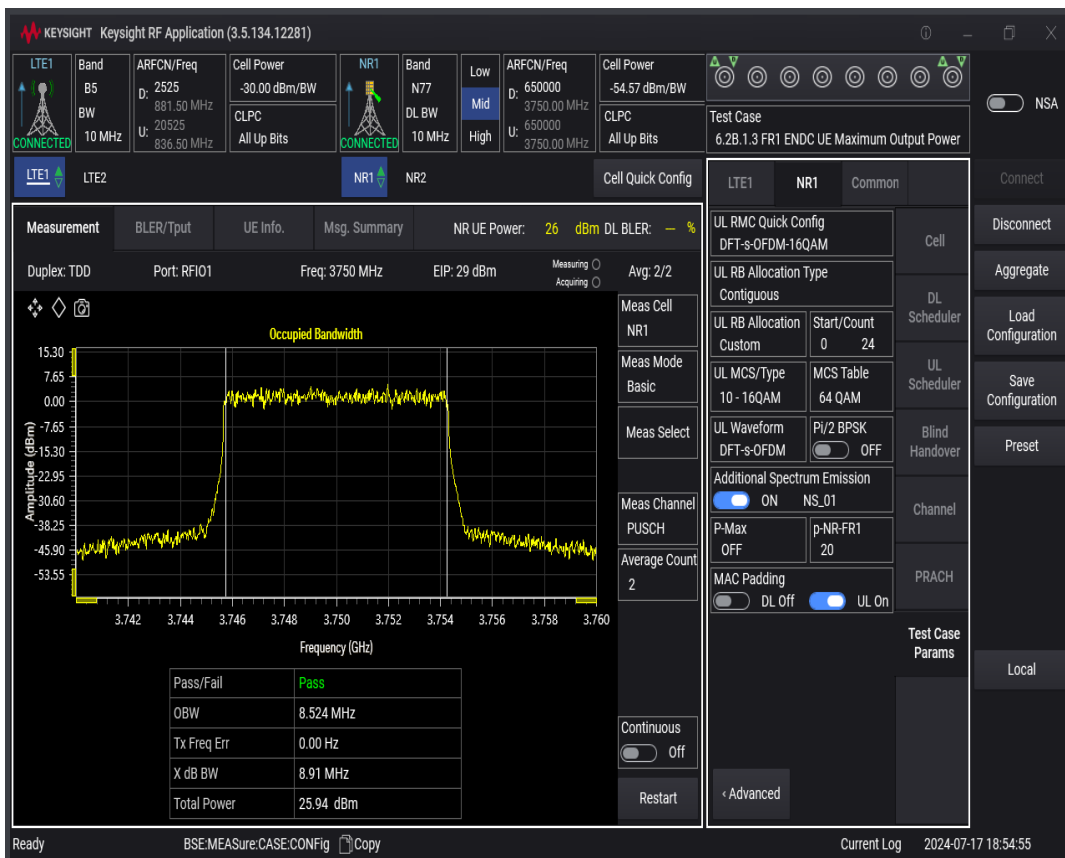 KEYSIGHT Keysight RF Application (3.5.134.12281)
LTE1
CONNECTED
Band
B5
BW
10 MHz
ARFCN/Freq
D: 2525
881.50 MHz
U: 20525
836.50 MHz
Cell Power
-30.00 dBm/BW
CLPC
All Up Bits
NR1
CONNECTED
Band
N77
DL BW
10 MHz
Low
Mid
High
ARFCN/Freq
D: 650000
3750.00 MHz
U: 650000
3750.00 MHz
Cell Power
-54.57 dBm/BW
CLPC
All Up Bits
Test Case
6.2B.1.3 FR1 ENDC UE Maximum Output Power
NSA
LTE1 LTE2 NR1 NR2 Cell Quick Config
Measurement BLER/Tput UE Info. Msg. Summary NR UE Power: 26 dBm DL BLER: — %
Duplex: TDD Port: RFIO1 Freq: 3750 MHz EIP: 29 dBm Measuring Avg: 2/2
Acquiring
Occupied Bandwidth
Amplitude (dBm)
15.30
7.65
0.00
-7.65
-15.30
-22.95
-30.60
-38.25
-45.90
-53.55
3.742 3.744 3.746 3.748 3.750 3.752 3.754 3.756 3.758 3.760
Frequency (GHz)
Pass/Fail Pass
OBW 8.524 MHz
Tx Freq Err 0.00 Hz
X dB BW 8.91 MHz
Total Power 25.94 dBm
Meas Cell
NR1
Meas Mode
Basic
Meas Select
Meas Channel
PUSCH
Average Count
2
Continuous
Off
Restart
LTE1 NR1 Common
UL RMC Quick Config
DFT-s-OFDM-16QAM
UL RB Allocation Type
Contiguous
UL RB Allocation Start/Count
Custom 0 24
UL MCS/Type MCS Table
10 - 16QAM 64 QAM
UL Waveform Pi/2 BPSK
DFT-s-OFDM OFF
Additional Spectrum Emission
ON NS_01
P-Max p-NR-FR1
OFF 20
MAC Padding
DL Off UL On
‹ Advanced
Cell
DL
Scheduler
UL
Scheduler
Blind
Handover
Channel
PRACH
Test Case
Params
Connect
Disconnect
Aggregate
Load
Configuration
Save
Configuration
Preset
Local
Ready BSE:MEASure:CASE:CONFig Copy Current Log 2024-07-17 18:54:55